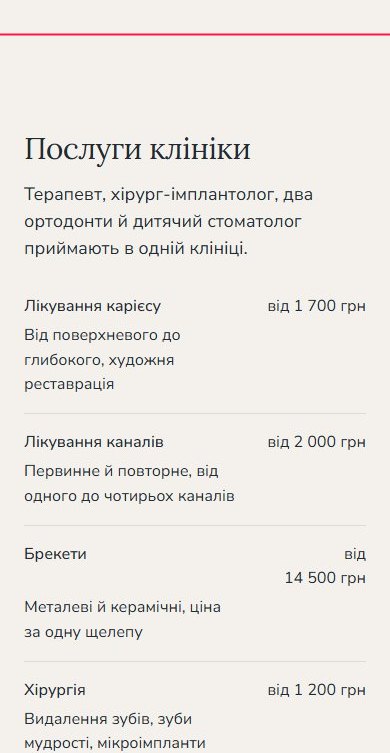 Послуги клініки
Терапевт, хірург-імплантолог, два
ортодонти й дитячий стоматолог
приймають в одній клініці.
Лікування карієсу від 1 700 грн
Від поверхневого до
глибокого, художня
реставрація
Лікування каналів від 2 000 грн
Первинне й повторне, від
одного до чотирьох каналів
Брекети від
14 500 грн
Металеві й керамічні, ціна
за одну щелепу
Хірургія від 1 200 грн
Видалення зубів, зуби
мудрості, мікроімпланти